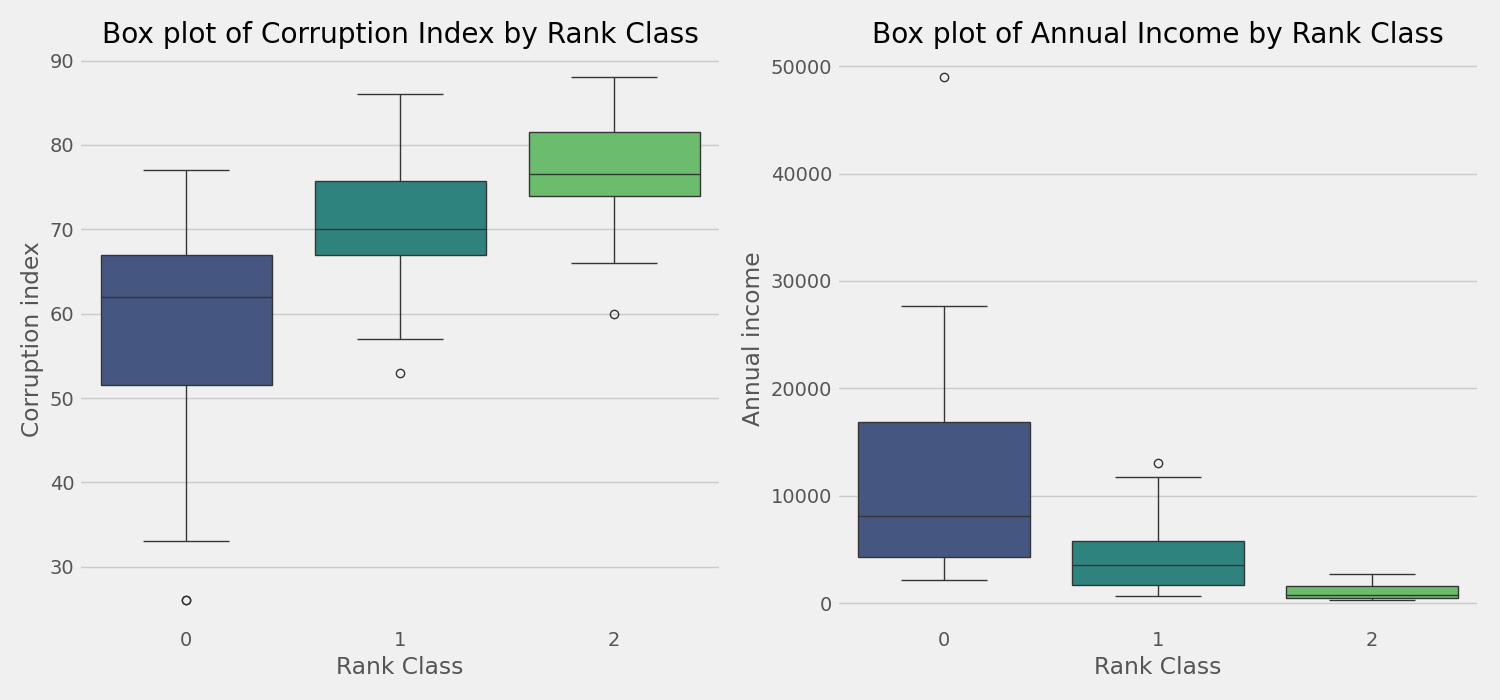 Box plot of Corruption Index by Rank Class
90
80
70
60
50
40
30
Corruption index
0 1 2
Rank Class
Box plot of Annual Income by Rank Class
50000
40000
30000
20000
10000
0
Annual income
0 1 2
Rank Class